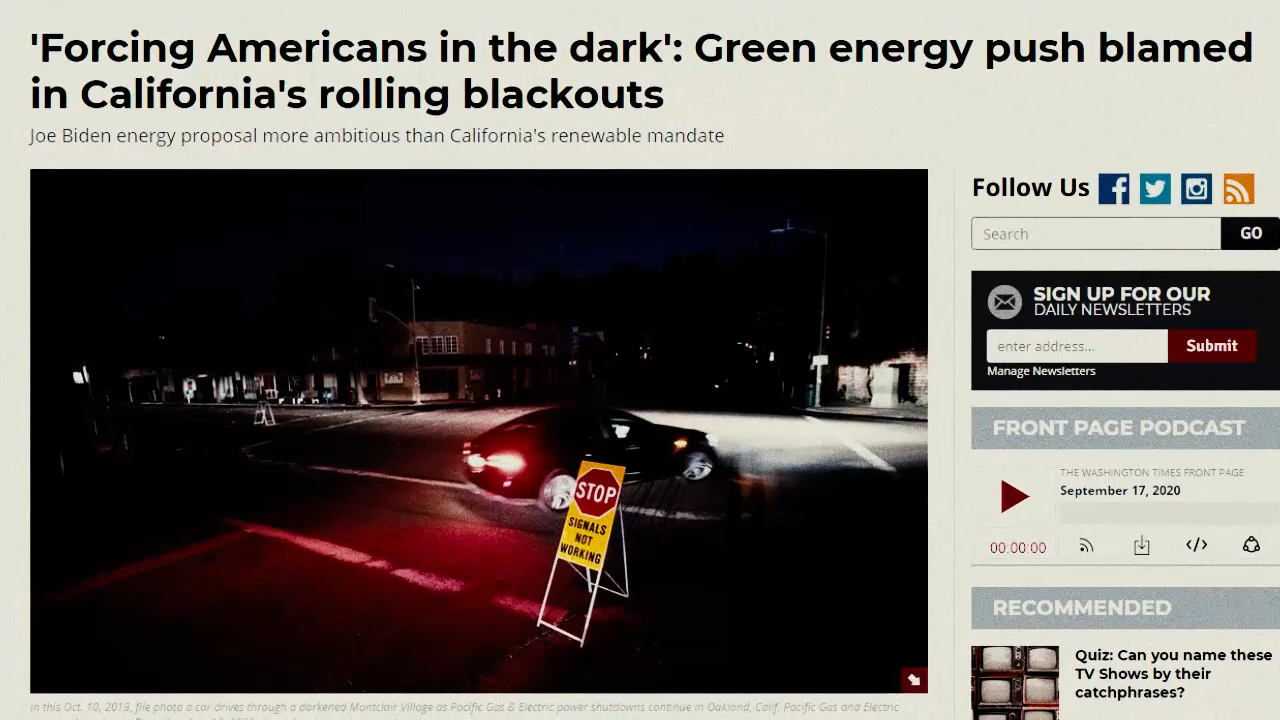 'Forcing Americans in the dark': Green energy push blamed
in California's rolling blackouts
Joe Biden energy proposal more ambitious than California's renewable mandate
STOP
SIGNALS
NOT
WORKING
in this Oct. 10, 2019, file photo a car drives through a darkened Montclair Village as Pacific Gas & Electric power shutdowns continue in Oakland, Calif. Pacific Gas and Electric
Follow Us
Search
GO
SIGN UP FOR OUR
DAILY NEWSLETTERS
enter address...
Submit
Manage Newsletters
FRONT PAGE PODCAST
THE WASHINGTON TIMES FRONT PAGE
September 17, 2020
00:00:00
RECOMMENDED
Quiz: Can you name these
TV Shows by their
catchphrases?